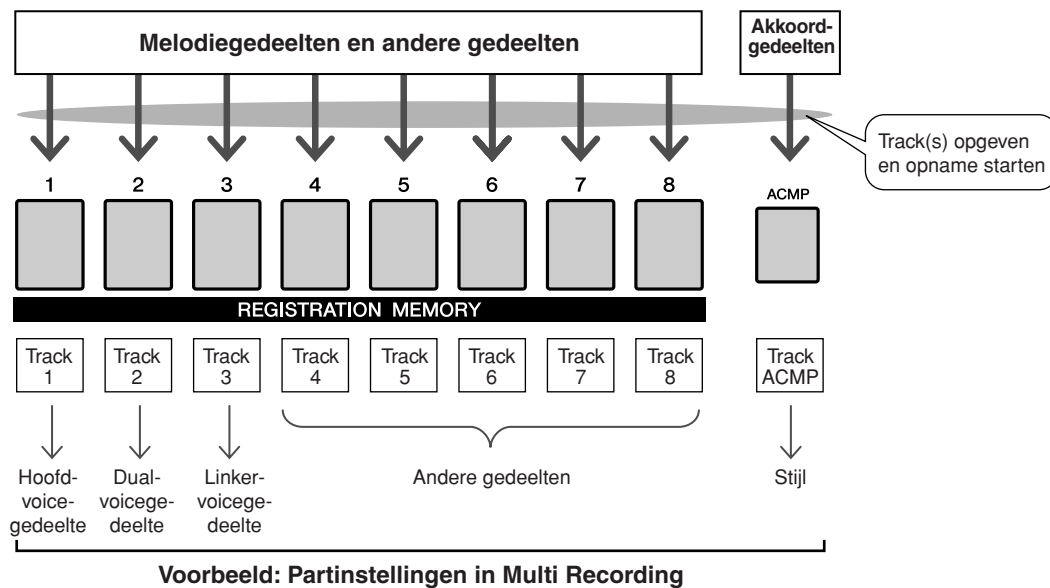 Melodiegedeelten en andere gedeelten
Akkoord-
gedeelten
Track(s) opgeven
en opname starten
1 2 3 4 5 6 7 8 ACMP
REGISTRATION MEMORY
Track
1
Track
2
Track
3
Track
4
Track
5
Track
6
Track
7
Track
8
Track
ACMP
Hoofd-
voice-
gedeelte
Dual-
voicege-
deelte
Linker-
voicege-
deelte
Andere gedeelten
Stijl
Voorbeeld: Partinstellingen in Multi Recording